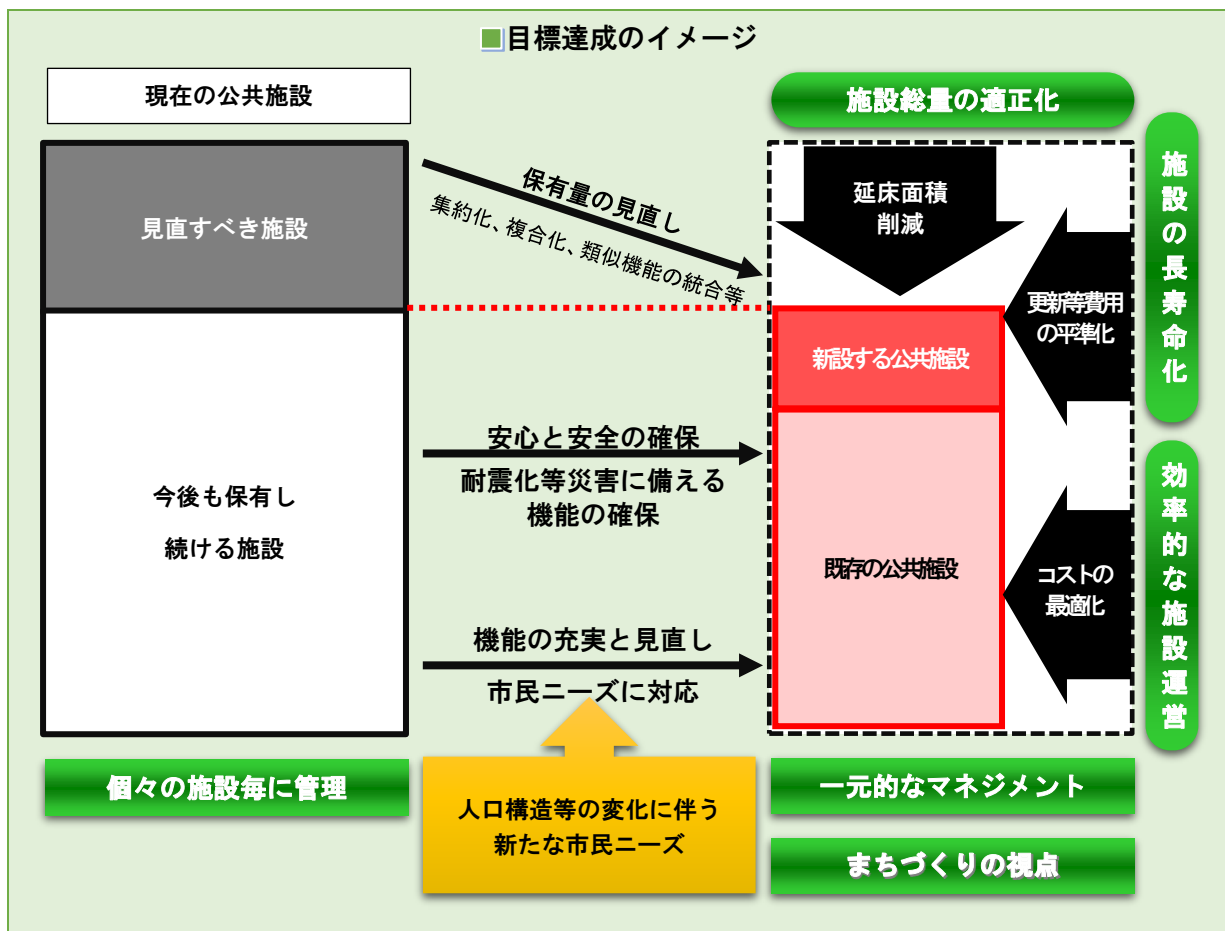 ■目標達成のイメージ
現在の公共施設
見直すべき施設
今後も保有し
続ける施設
個々の施設毎に管理
保有量の見直し
集約化、複合化、類似機能の統合等
安心と安全の確保
耐震化等災害に備える
機能の確保
機能の充実と見直し
市民ニーズに対応
人口構造等の変化に伴う
新たな市民ニーズ
施設総量の適正化
延床面積
削減
更新等費用
の平準化
新設する公共施設
既存の公共施設
コストの
最適化
一元的なマネジメント
まちづくりの視点
施設の長寿命化
効率的な施設運営